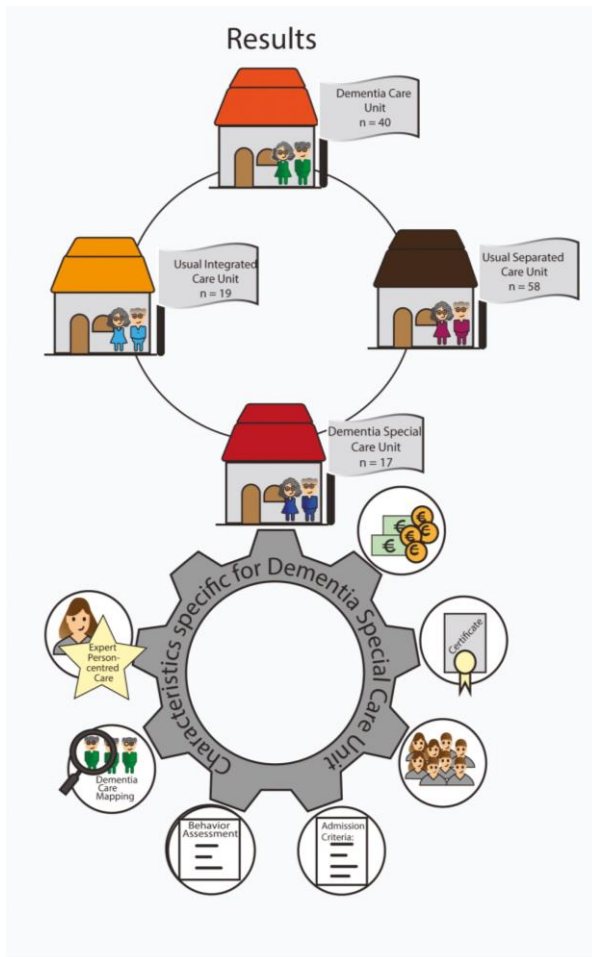 Results
Dementia Care
Unit
n = 40
Usual Integrated
Care Unit
n = 19
Usual Separated
Care Unit
n = 58
Dementia Special
Care Unit
n = 17
€
€
€
€
€
€
Characteristics specific for Dementia Special Care Unit
Expert
Person-
centred
Care
Certificate
Dementia
Care
Mapping
Behavior
Assessment
Admission
Criteria: